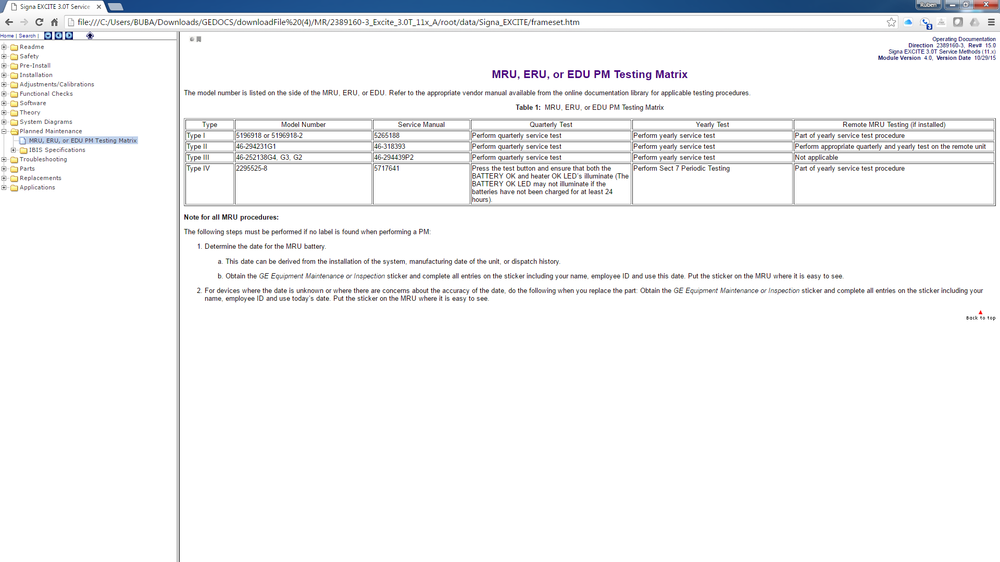 Signa EXCITE 3.0T Service
Ruben
file:///C:/Users/BUBA/Downloads/GEDOCS/downloadFile%20(4)/MR/2389160-3_Excite_3.0T_11x_A/root/data/Signa_EXCITE/frameset.htm
3
Home | Search |
Readme
Safety
Pre-Install
Installation
Adjustments/Calibrations
Functional Checks
Software
Theory
System Diagrams
Planned Maintenance
MRU, ERU, or EDU PM Testing Matrix
IBIS Specifications
Troubleshooting
Parts
Replacements
Applications
Operating Documentation
Direction 2389160-3, Rev# 15.0
Signa EXCITE 3.0T Service Methods (11.x)
Module Version 4.0, Version Date 10/29/15
MRU, ERU, or EDU PM Testing Matrix
The model number is listed on the side of the MRU, ERU, or EDU. Refer to the appropriate vendor manual available from the online documentation library for applicable testing procedures.
Table 1: MRU, ERU, or EDU PM Testing Matrix
Type Model Number Service Manual Quarterly Test Yearly Test Remote MRU Testing (if installed)
Type I 5196918 or 5196918-2 5265188 Perform quarterly service test Perform yearly service test Part of yearly service test procedure
Type II 46-294231G1 46-318393 Perform quarterly service test Perform yearly service test Perform appropriate quarterly and yearly test on the remote unit
Type III 46-252138G4, G3, G2 46-294439P2 Perform quarterly service test Perform yearly service test Not applicable
Type IV 2295525-8 5717641 Press the test button and ensure that both the Perform Sect 7 Periodic Testing Part of yearly service test procedure
BATTERY OK and heater OK LED's illuminate (The
BATTERY OK LED may not illuminate if the
batteries have not been charged for at least 24
hours).
Note for all MRU procedures:
The following steps must be performed if no label is found when performing a PM:
1. Determine the date for the MRU battery.
a. This date can be derived from the installation of the system, manufacturing date of the unit, or dispatch history.
b. Obtain the GE Equipment Maintenance or Inspection sticker and complete all entries on the sticker including your name, employee ID and use this date. Put the sticker on the MRU where it is easy to see.
2. For devices where the date is unknown or where there are concerns about the accuracy of the date, do the following when you replace the part: Obtain the GE Equipment Maintenance or Inspection sticker and complete all entries on the sticker including your
name, employee ID and use today's date. Put the sticker on the MRU where it is easy to see.
Back to top